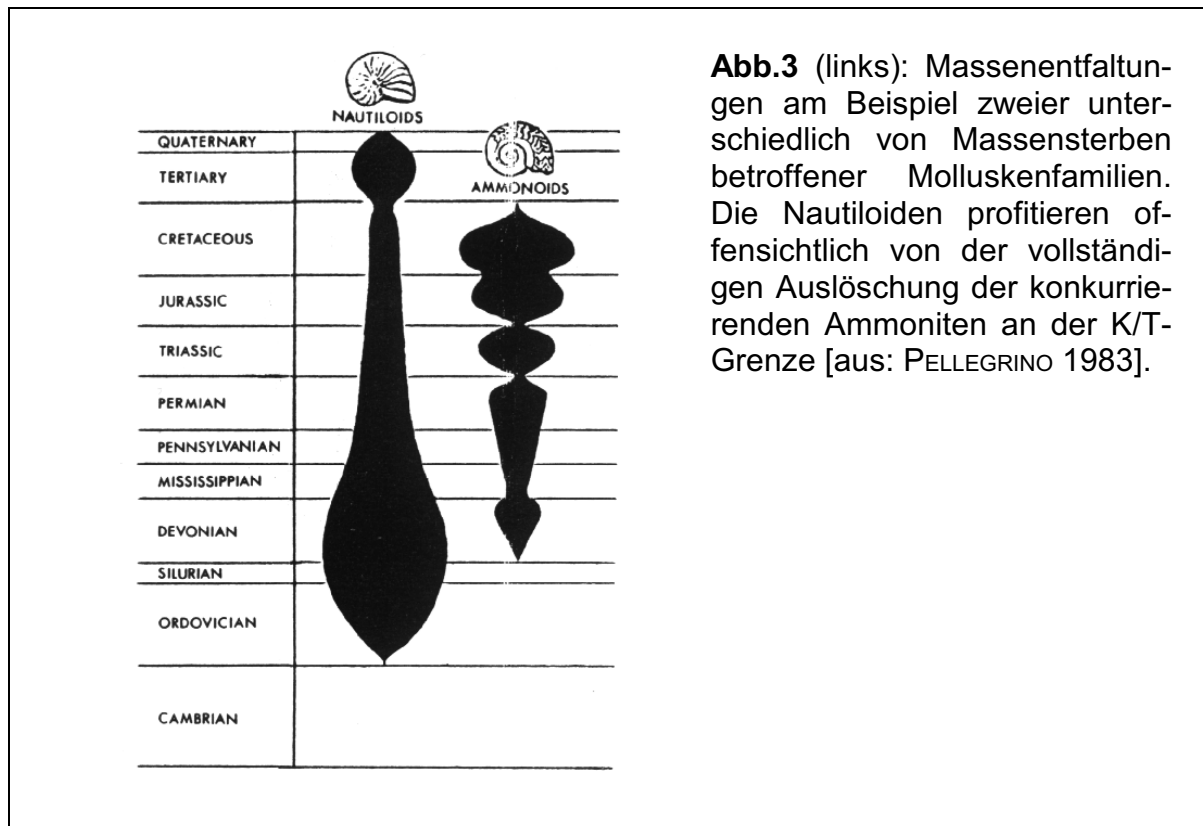 NAUTILOIDS
QUATERNARY
TERTIARY
AMMONOIDS
CRETACEOUS
JURASSIC
TRIASSIC
PERMIAN
PENNSYLVANIAN
MISSISSIPPIAN
DEVONIAN
SILURIAN
ORDOVICIAN
CAMBRIAN
Abb.3 (links): Massenentfaltun-
gen am Beispiel zweier unter-
schiedlich von Massensterben
betroffener Molluskenfamilien.
Die Nautiloiden profitieren of-
fensichtlich von der vollständi-
gen Auslöschung der konkurrie-
renden Ammoniten an der K/T-
Grenze [aus: PELLEGRINO 1983].